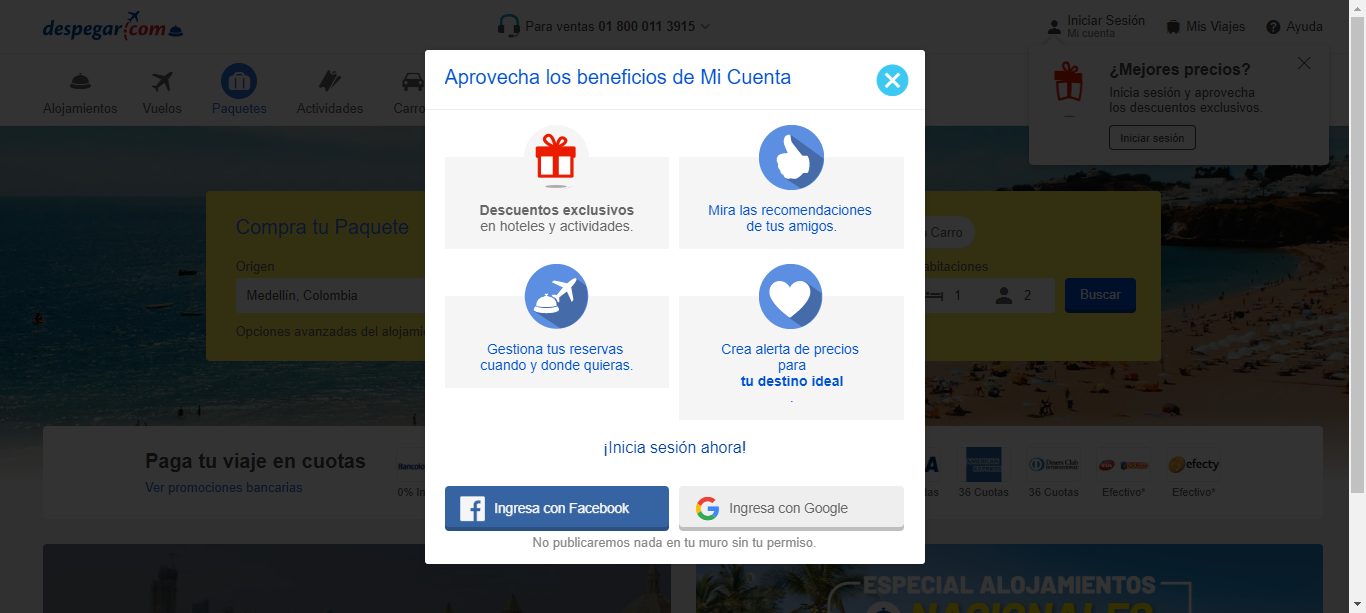 despegar.com
Para ventas 01 800 011 3915
Iniciar Sesión
Mi cuenta
Mis Viajes
Ayuda
Alojamientos
Vuelos
Paquetes
Actividades
¿Mejores precios?
Inicia sesión y aprovecha
los descuentos exclusivos.
Iniciar sesión
Aprovecha los beneficios de Mi Cuenta
Descuentos exclusivos
en hoteles y actividades.
Mira las recomendaciones
de tus amigos.
Gestiona tus reservas
cuando y donde quieras.
Crea alerta de precios
para
tu destino ideal
.
¡Inicia sesión ahora!
Ingresa con Facebook
Ingresa con Google
No publicaremos nada en tu muro sin tu permiso.
Compra tu Paquete
Carro
Origen
Medellín, Colombia
1
2
Buscar
Opciones avanzadas del
Paga tu viaje en cuotas
Ver promociones bancarias
0%
36 Cuotas
36 Cuotas
Diners Club
INTERNATIONAL
Efectivo*
efecty
Efectivo*
ESPECIAL ALOJAMIENTOS
NACIONALES